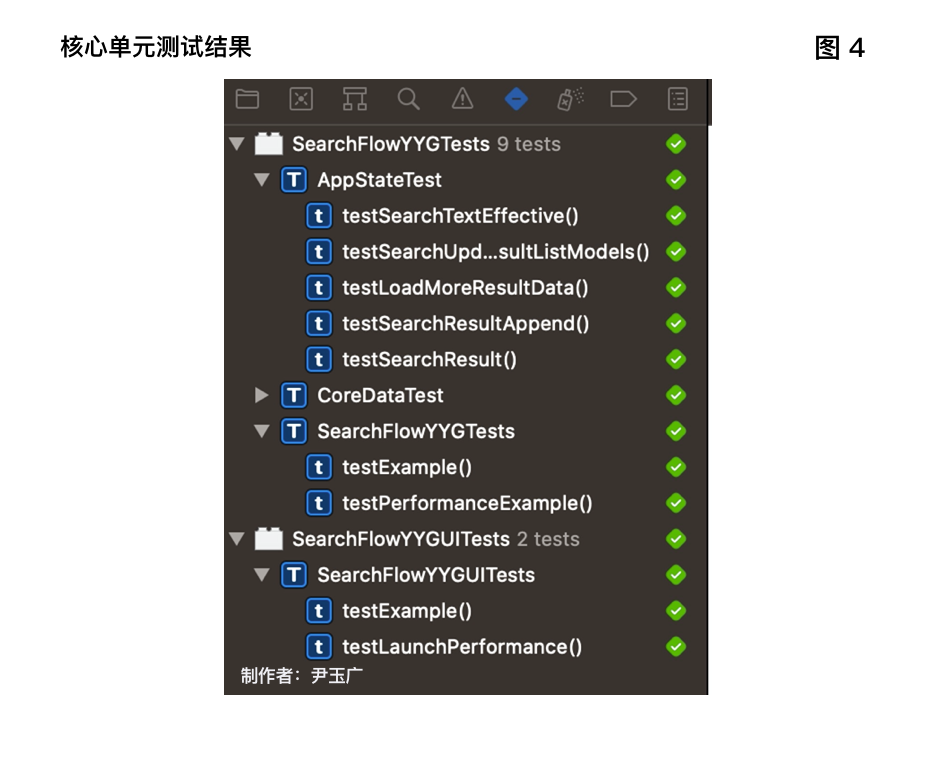 核心单元测试结果
图 4
SearchFlowYYGTests 9 tests
T AppStateTest
t testSearchTextEffective()
t testSearchUpd...sultListModels()
t testLoadMoreResultData()
t testSearchResultAppend()
t testSearchResult()
T CoreDataTest
T SearchFlowYYGTests
t testExample()
t testPerformanceExample()
SearchFlowYYGUITests 2 tests
T SearchFlowYYGUITests
t testExample()
t testLaunchPerformance()
制作者：尹玉广